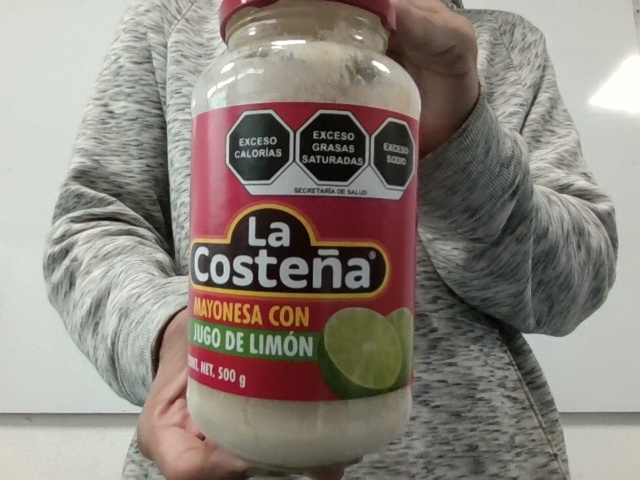 EXCESO
CALORÍAS
EXCESO
GRASAS
SATURADAS
EXCESO
SODIO
SECRETARÍA DE SALUD
La
Costeña®
MAYONESA CON
JUGO DE LIMÓN
CONT. NET. 500 g